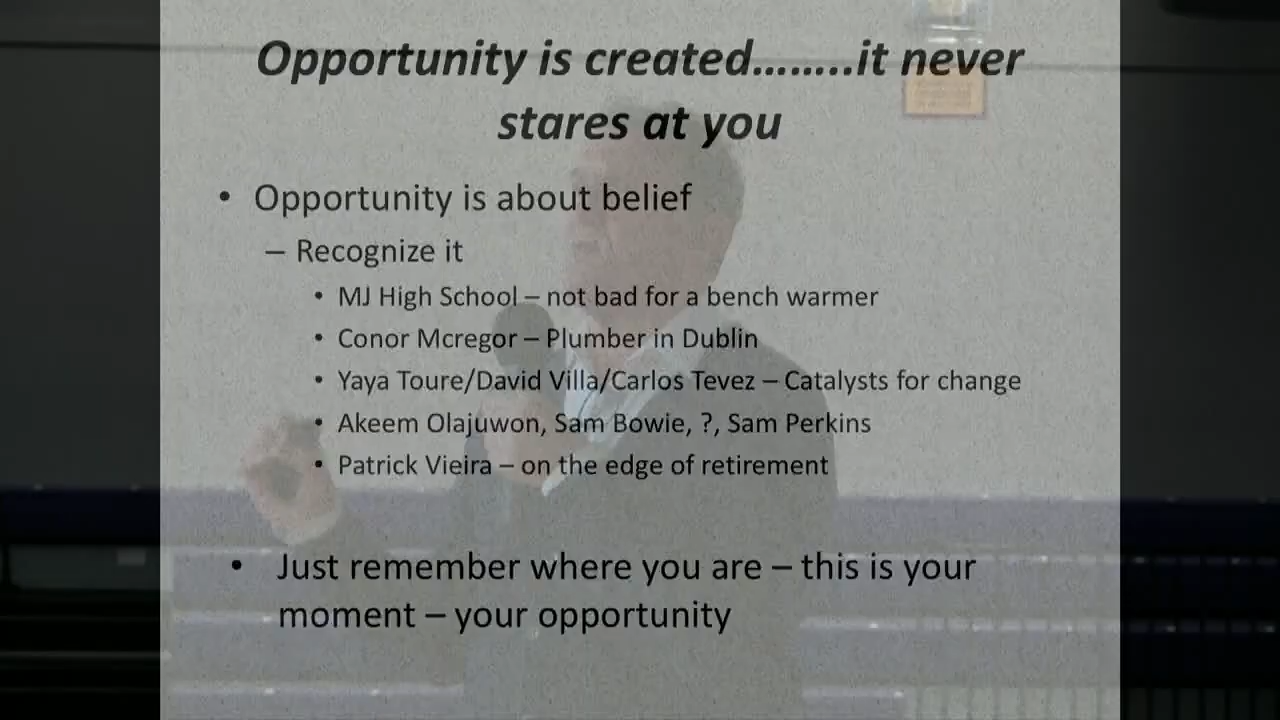 Opportunity is created........it never
stares at you
• Opportunity is about belief
– Recognize it
• MJ High School – not bad for a bench warmer
• Conor Mcregor – Plumber in Dublin
• Yaya Toure/David Villa/Carlos Tevez – Catalysts for change
• Akeem Olajuwon, Sam Bowie, ?, Sam Perkins
• Patrick Vieira – on the edge of retirement
• Just remember where you are – this is your
moment – your opportunity